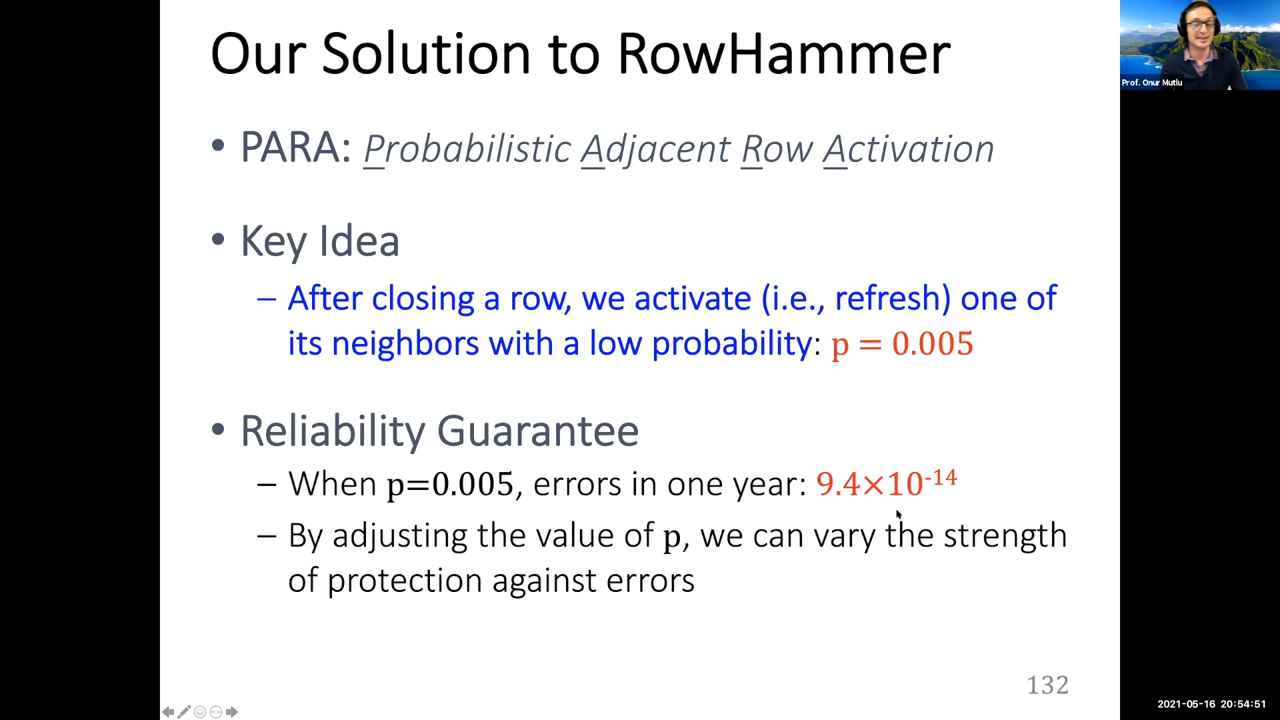 Our Solution to RowHammer
Prof. Onur Mutlu
• PARA: Probabilistic Adjacent Row Activation
• Key Idea
– After closing a row, we activate (i.e., refresh) one of
its neighbors with a low probability: p = 0.005
• Reliability Guarantee
– When p=0.005, errors in one year: 9.4×10⁻¹⁴
– By adjusting the value of p, we can vary the strength
of protection against errors
132
2021-05-16 20:54:51